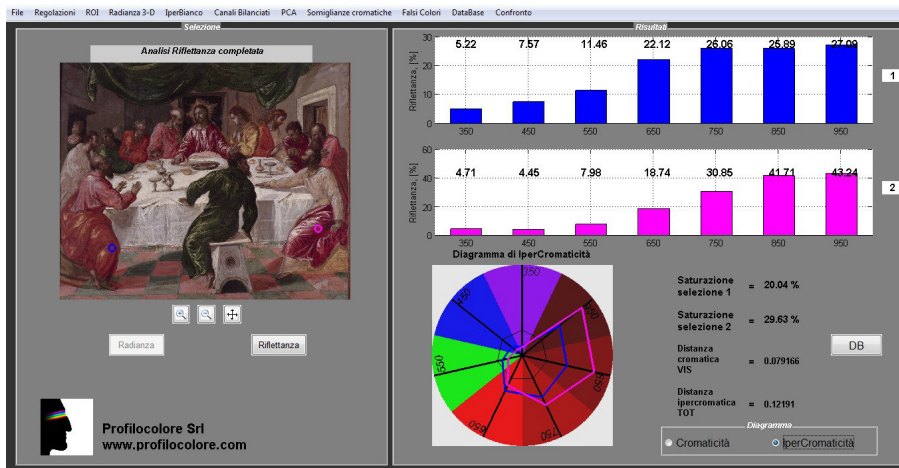 File Regolazioni ROI Radianza 3-D IperBianco Canali Bilanciati PCA Somiglianze cromatiche Falsi Colori DataBase Confronto
Selezione
Analisi Riflettanza completata
Radianza
Riflettanza
Profilocolore Srl
www.profilocolore.com
Risultati
Riflettanza, [%]
30
20
10
0
5.22 7.57 11.46 22.12 26.06 25.89 27.09
350 450 550 650 750 850 950
1
Riflettanza, [%]
60
40
20
0
4.71 4.45 7.98 18.74 30.85 41.71 43.24
350 450 550 650 750 850 950
2
Diagramma di IperCromaticità
350
450
550
650
750
850
950
Saturazione
selezione 1 = 20.04 %
Saturazione
selezione 2 = 29.63 %
Distanza
cromatica = 0.079166
VIS
Distanza
ipercromatica = 0.12191
TOT
DB
Diagramma
Cromaticità
IperCromaticità